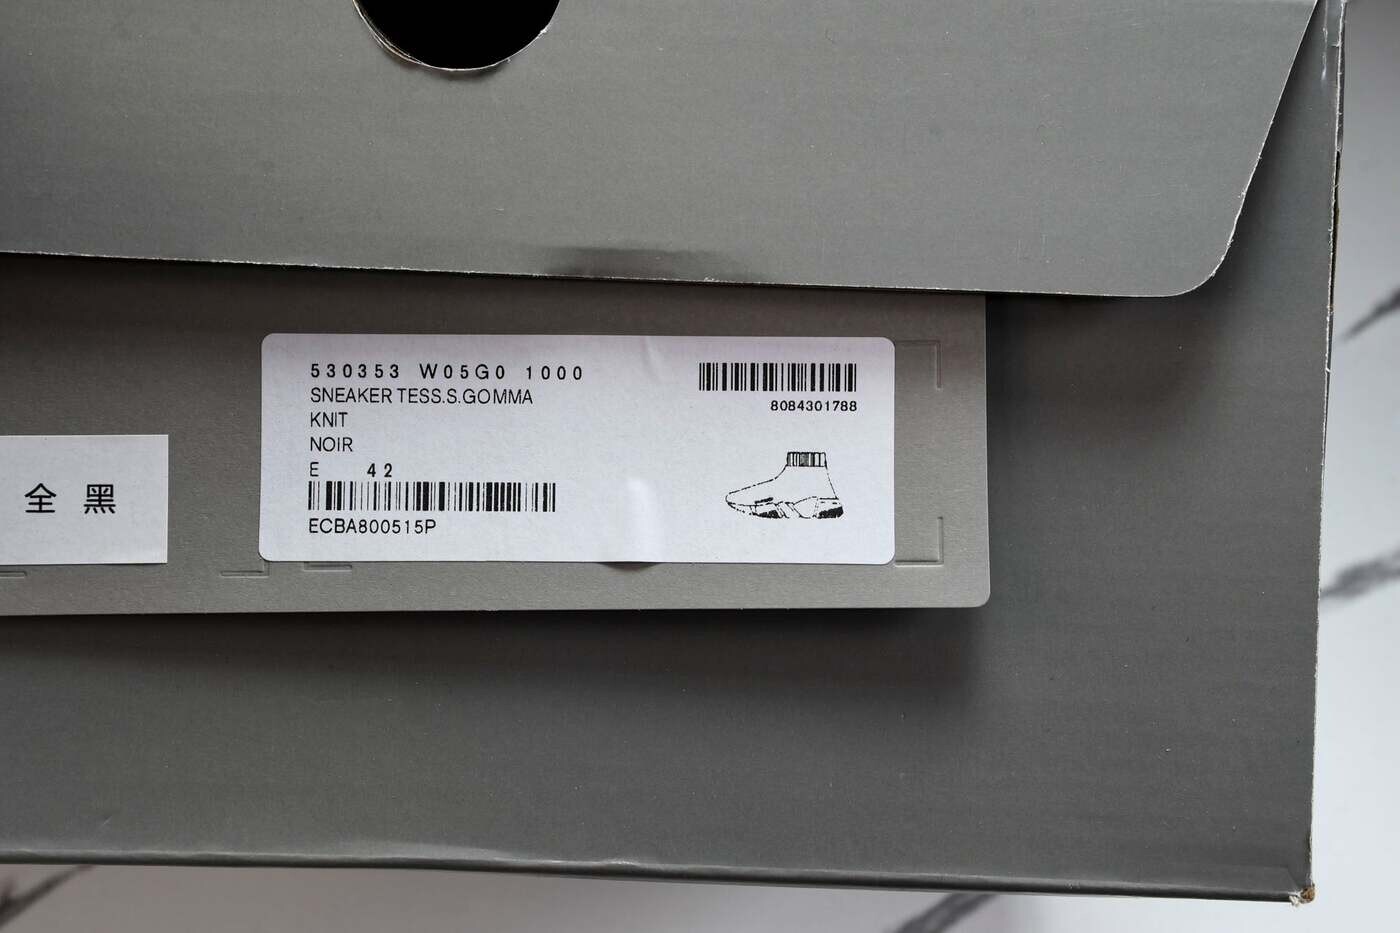 530353 W05G0 1000
SNEAKER TESS.S.GOMMA
KNIT
NOIR
E 42
ECBA800515P
8084301788
全黑